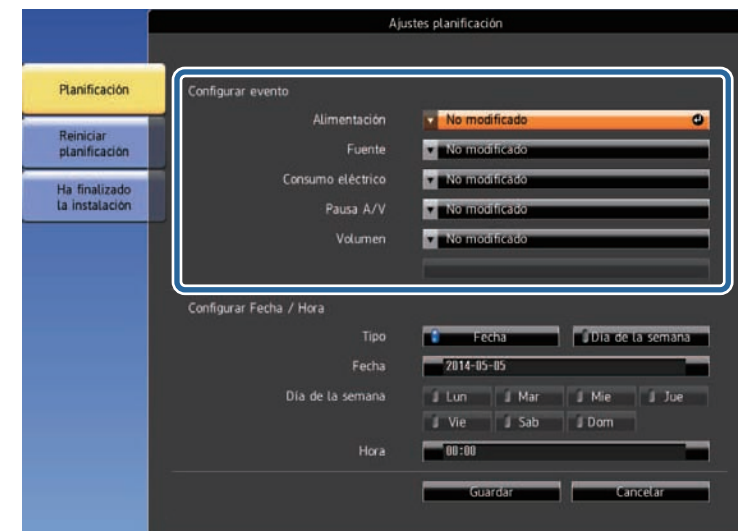 Ajustes planificación
Planificación
Reiniciar
planificación
Ha finalizado
la instalación
Configurar evento
Alimentación No modificado
Fuente No modificado
Consumo eléctrico No modificado
Pausa A/V No modificado
Volumen No modificado
Configurar Fecha / Hora
Tipo Fecha Dia de la semana
Fecha 2014-05-05
Dia de la semana Lun Mar Mie Jue
Vie Sab Dom
Hora 00:00
Guardar Cancelar